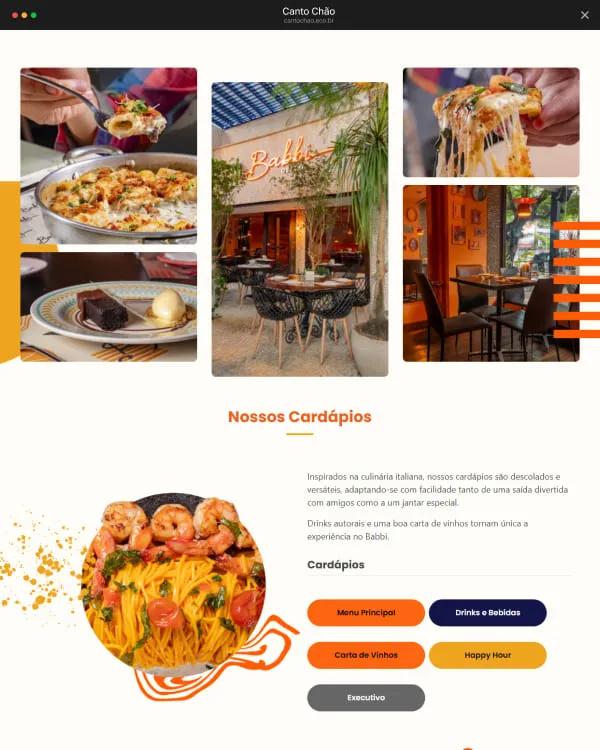 Canto Chão
cantochao.eco.br
Babbi
Nossos Cardápios
Inspirados na culinária italiana, nossos cardápios são descolados e
versáteis, adaptando-se com facilidade tanto de uma saída divertida
com amigos como a um jantar especial.
Drinks autorais e uma boa carta de vinhos tornam única a
experiência no Babbi.
Cardápios
Menu Principal
Drinks e Bebidas
Carta de Vinhos
Happy Hour
Executivo